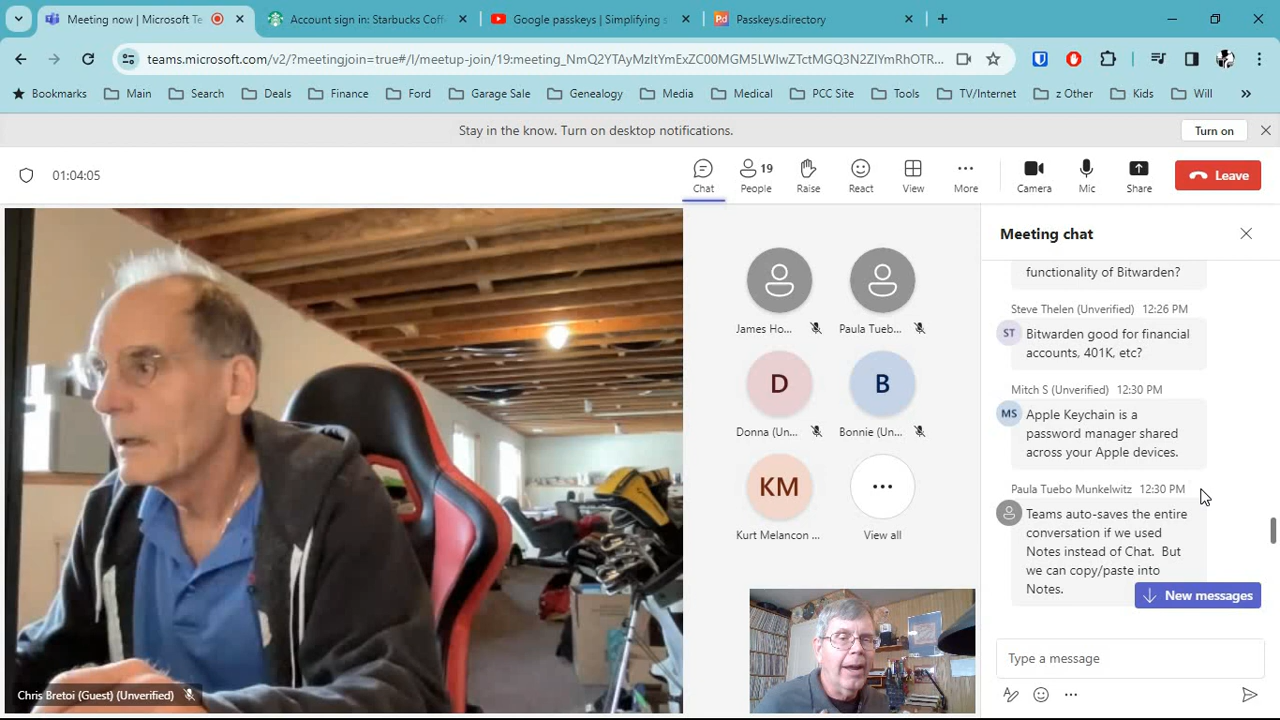 Meeting now | Microsoft Te
Account sign in: Starbucks Coff
Google passkeys | Simplifying s
Passkeys.directory
teams.microsoft.com/v2/?meetingjoin=true#/l/meetup-join/19:meeting_NmQ2YTAyMzItYmExZC00MGM5LWIwZTctMGQ3N2ZlYmRhOTR...
Bookmarks
Main
Search
Deals
Finance
Ford
Garage Sale
Genealogy
Media
Medical
PCC Site
Tools
TV/Internet
z Other
Kids
Will
»
Stay in the know. Turn on desktop notifications.
Turn on
01:04:05
Chat
19
People
Raise
React
View
More
Camera
Mic
Share
Leave
James Ho...
Paula Tueb...
D
Donna (Un...
B
Bonnie (Un...
KM
Kurt Melancon ...
...
View all
Chris Bretoi (Guest) (Unverified)
Meeting chat
functionality of Bitwarden?
Steve Thelen (Unverified) 12:26 PM
ST
Bitwarden good for financial
accounts, 401K, etc?
Mitch S (Unverified) 12:30 PM
MS
Apple Keychain is a
password manager shared
across your Apple devices.
Paula Tuebo Munkelwitz 12:30 PM
Teams auto-saves the entire
conversation if we used
Notes instead of Chat. But
we can copy/paste into
Notes.
New messages
Type a message